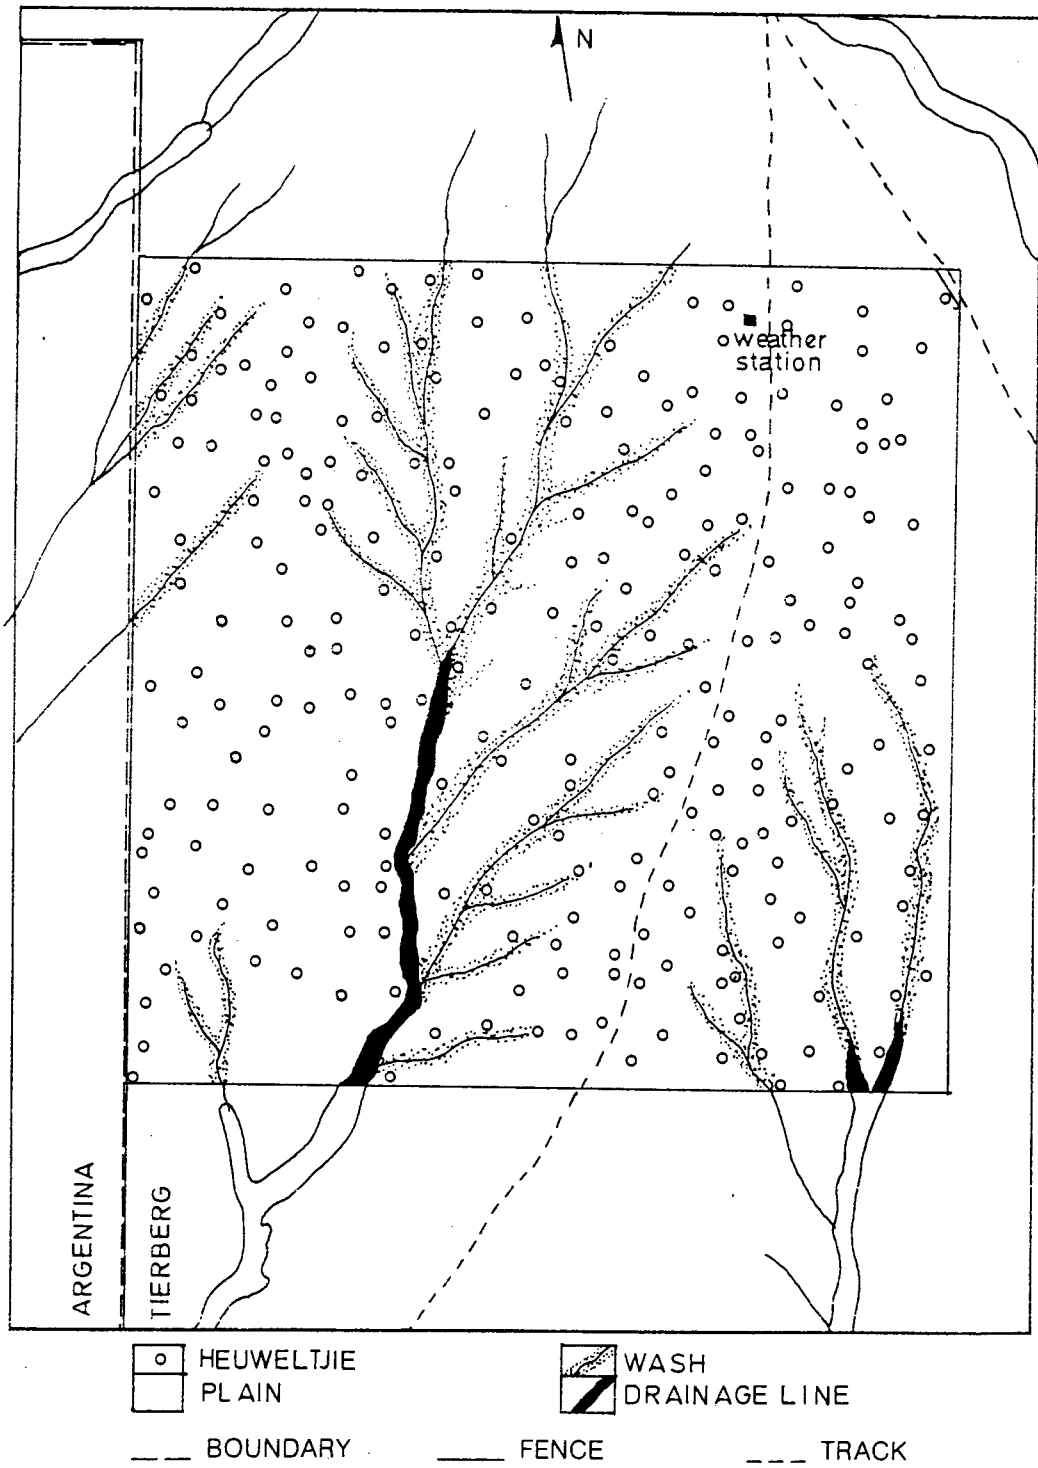 N
weather
station
ARGENTINA
TIERBERG
HEUWELTJIE
PLAIN
WASH
DRAINAGE LINE
BOUNDARY
FENCE
TRACK